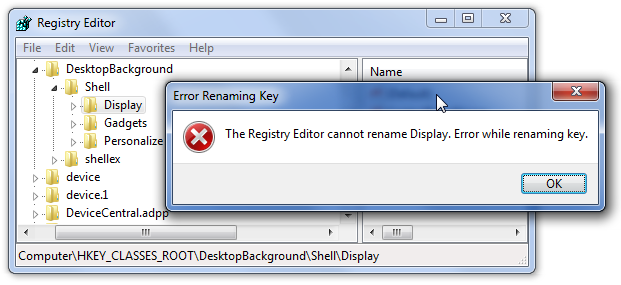 Registry Editor
File Edit View Favorites Help
DesktopBackground
Shell
Display
Gadgets
Personalize
shellex
device
device.1
DeviceCentral.adpp
Name
Error Renaming Key
The Registry Editor cannot rename Display. Error while renaming key.
OK
Computer\HKEY_CLASSES_ROOT\DesktopBackground\Shell\Display